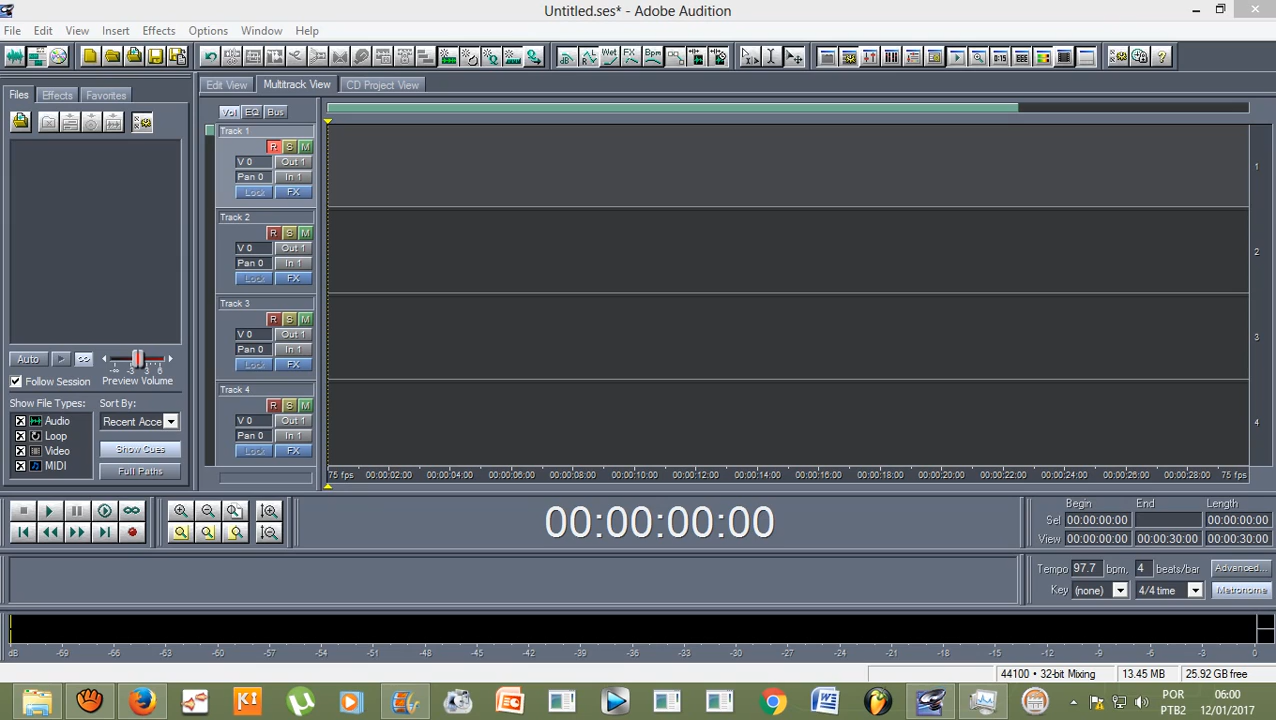 Untitled.ses* - Adobe Audition
File Edit View Insert Effects Options Window Help
Wet FX Bpm 0:15
Files Effects Favorites
Edit View Multitrack View CD Project View
Vol EQ Bus
Track 1
R S M
V 0 Out 1
Pan 0 In 1
Lock FX
1
Track 2
R S M
V 0 Out 1
Pan 0 In 1
Lock FX
2
Track 3
R S M
V 0 Out 1
Pan 0 In 1
Lock FX
3
Track 4
R S M
V 0 Out 1
Pan 0 In 1
Lock FX
4
75 fps 00:00:02:00 00:00:04:00 00:00:06:00 00:00:08:00 00:00:10:00 00:00:12:00 00:00:14:00 00:00:16:00 00:00:18:00 00:00:20:00 00:00:22:00 00:00:24:00 00:00:26:00 00:00:28:00 75 fps
Auto
-∞ -3 3 6
Follow Session Preview Volume
Show File Types: Sort By:
Audio
Loop
Video
MIDI
Recent Acce
Show Cues
Full Paths
00:00:00:00
Begin End Length
Sel 00:00:00:00 00:00:00:00
View 00:00:00:00 00:00:30:00 00:00:30:00
Tempo 97.7 bpm, 4 beats/bar Advanced...
Key (none) 4/4 time Metronome
dB -69 -66 -63 -60 -57 -54 -51 -48 -45 -42 -39 -36 -33 -30 -27 -24 -21 -18 -15 -12 -9 -6 -3 0
44100 • 32-bit Mixing 13.45 MB 25.92 GB free
POR 06:00
PTB2 12/01/2017